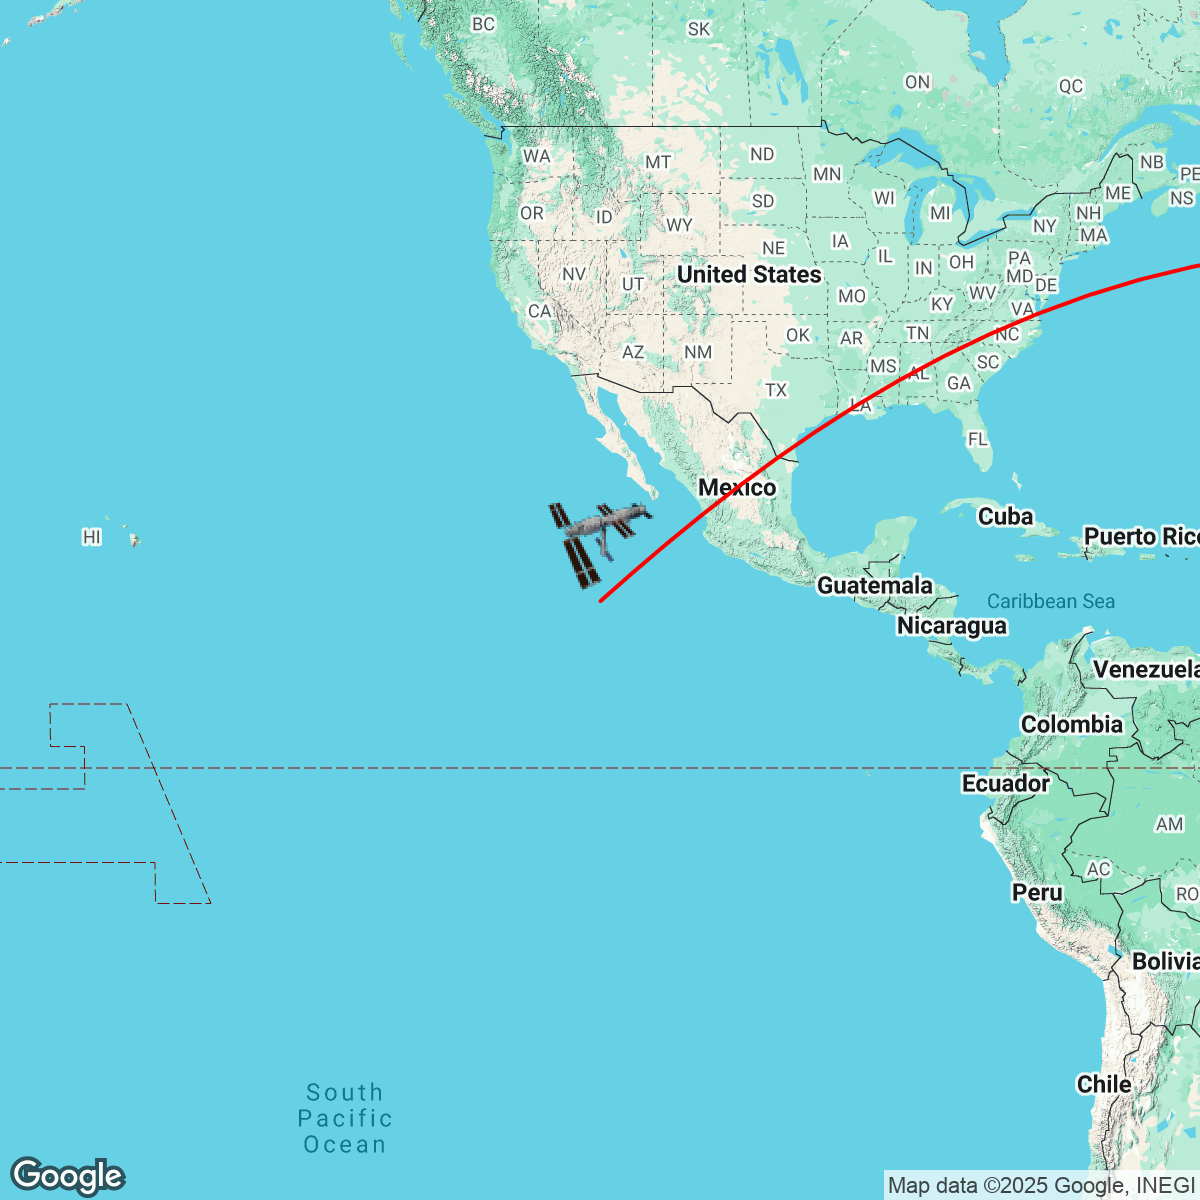 BC
SK
ON
QC
WA
MT
ND
MN
NB
PE
SD
WI
ME
NS
OR
ID
WY
MI
NH
NY
MA
NE
IA
IL
IN
OH
PA
MD
DE
NV
UT
United States
CA
MO
KY
WV
VA
OK
AR
TN
NC
AZ
NM
MS
AL
SC
GA
TX
LA
FL
Mexico
Cuba
HI
Puerto Rico
Guatemala
Caribbean Sea
Nicaragua
Venezuela
Colombia
Ecuador
AM
AC
Peru
RO
Bolivia
Chile
South
Pacific
Ocean
Google
Map data ©2025 Google, INEGI